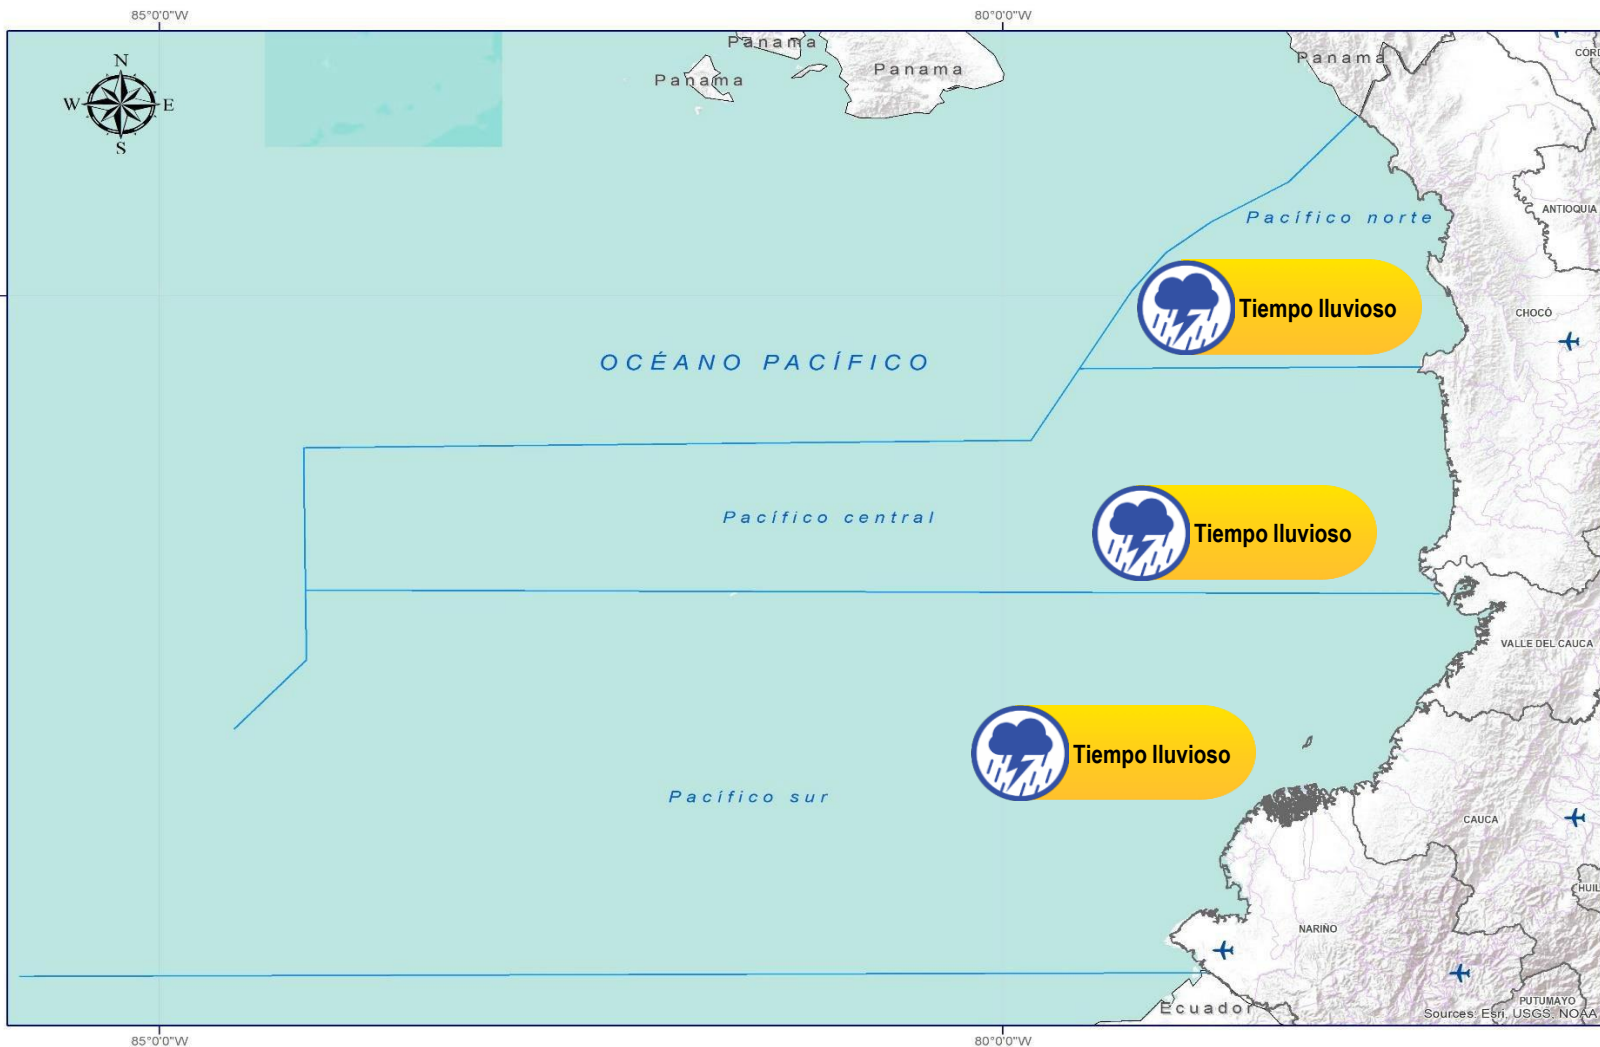 85°0'0"W
80°0'0"W
N
W
E
S
Panama
Panama
Panama
Panama
CÓRD
Pacífico norte
ANTIOQUIA
Tiempo lluvioso
CHOCÓ
OCÉANO PACÍFICO
Pacífico central
Tiempo lluvioso
VALLE DEL CAUCA
Tiempo lluvioso
Pacífico sur
CAUCA
HUIL
NARIÑO
PUTUMAYO
Ecuador
Sources: Esri, USGS, NOAA
85°0'0"W
80°0'0"W